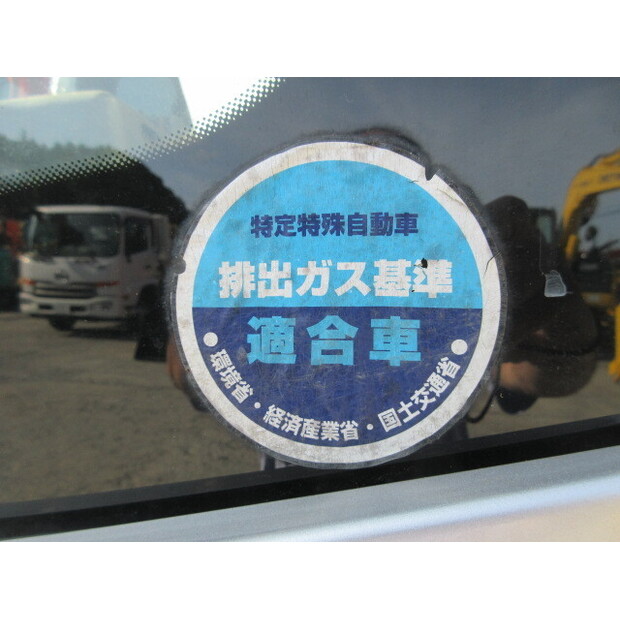 特定特殊自動車
排出ガス基準
適合車
環境省・経済産業省・国土交通省